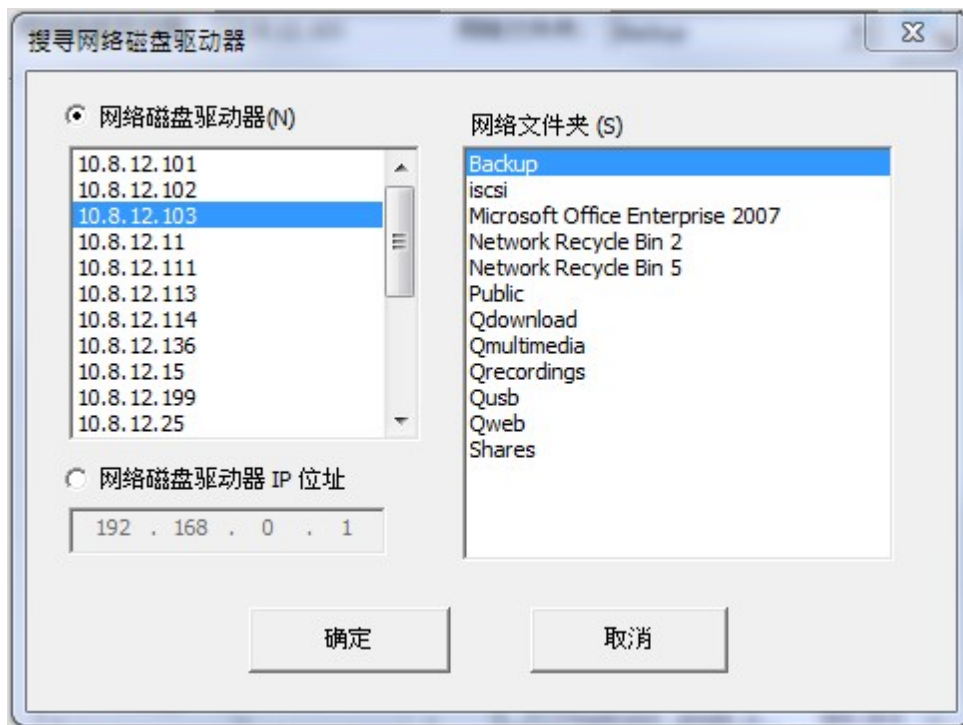 搜寻网络磁盘驱动器
网络磁盘驱动器(N)
10.8.12.101
10.8.12.102
10.8.12.103
10.8.12.11
10.8.12.111
10.8.12.113
10.8.12.114
10.8.12.136
10.8.12.15
10.8.12.199
10.8.12.25
网络磁盘驱动器 IP 位址
192 . 168 . 0 . 1
网络文件夹 (S)
Backup
iscsi
Microsoft Office Enterprise 2007
Network Recycle Bin 2
Network Recycle Bin 5
Public
Qdownload
Qmultimedia
Qrecordings
Qusb
Qweb
Shares
确定
取消